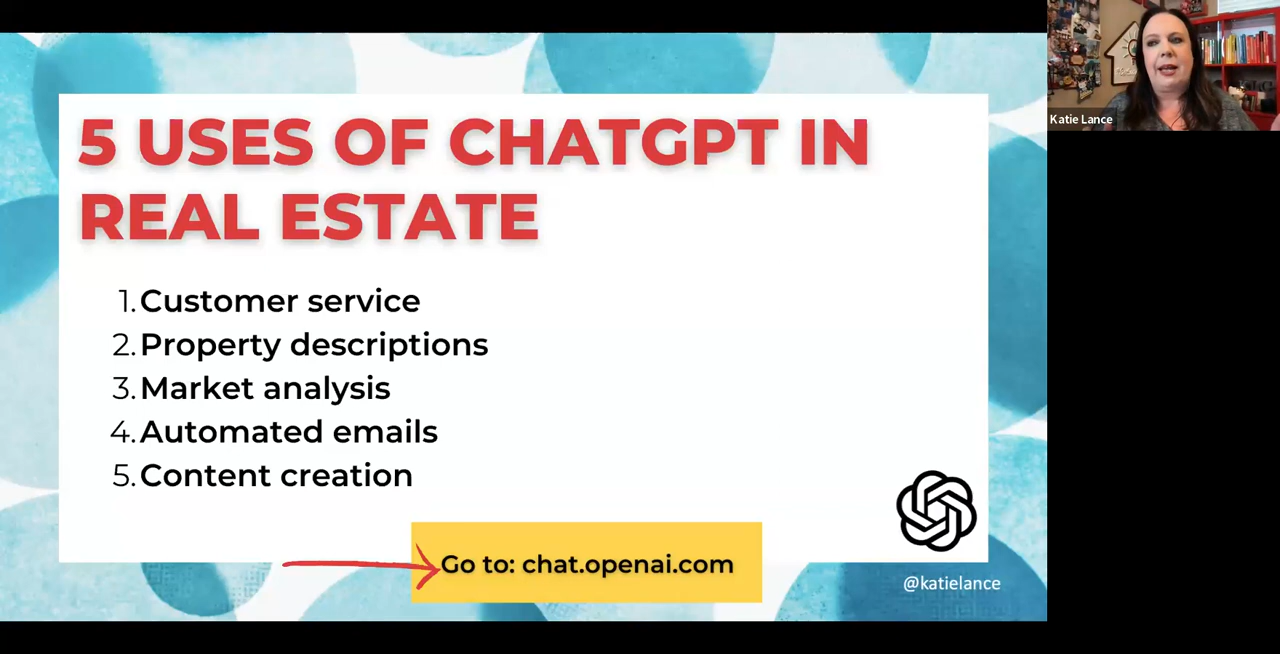 5 USES OF CHATGPT IN
REAL ESTATE
1. Customer service
2. Property descriptions
3. Market analysis
4. Automated emails
5. Content creation
Go to: chat.openai.com
@katielance
Katie Lance